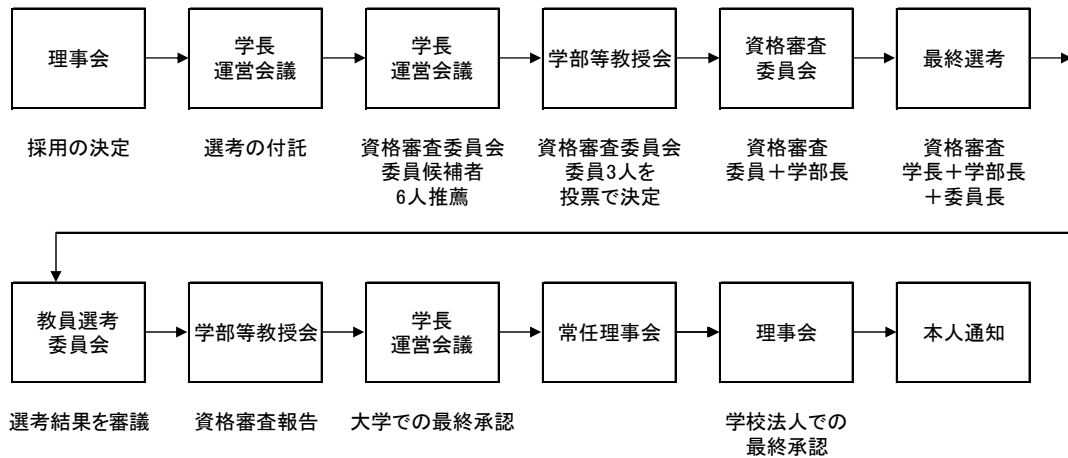 理事会
学長
運営会議
学長
運営会議
学部等教授会
資格審査
委員会
最終選考
採用の決定
選考の付託
資格審査委員会
委員候補者
6人推薦
資格審査委員会
委員3人を
投票で決定
資格審査
委員＋学部長
資格審査
学長＋学部長
＋委員長
教員選考
委員会
学部等教授会
学長
運営会議
常任理事会
理事会
本人通知
選考結果を審議
資格審査報告
大学での最終承認
学校法人での
最終承認